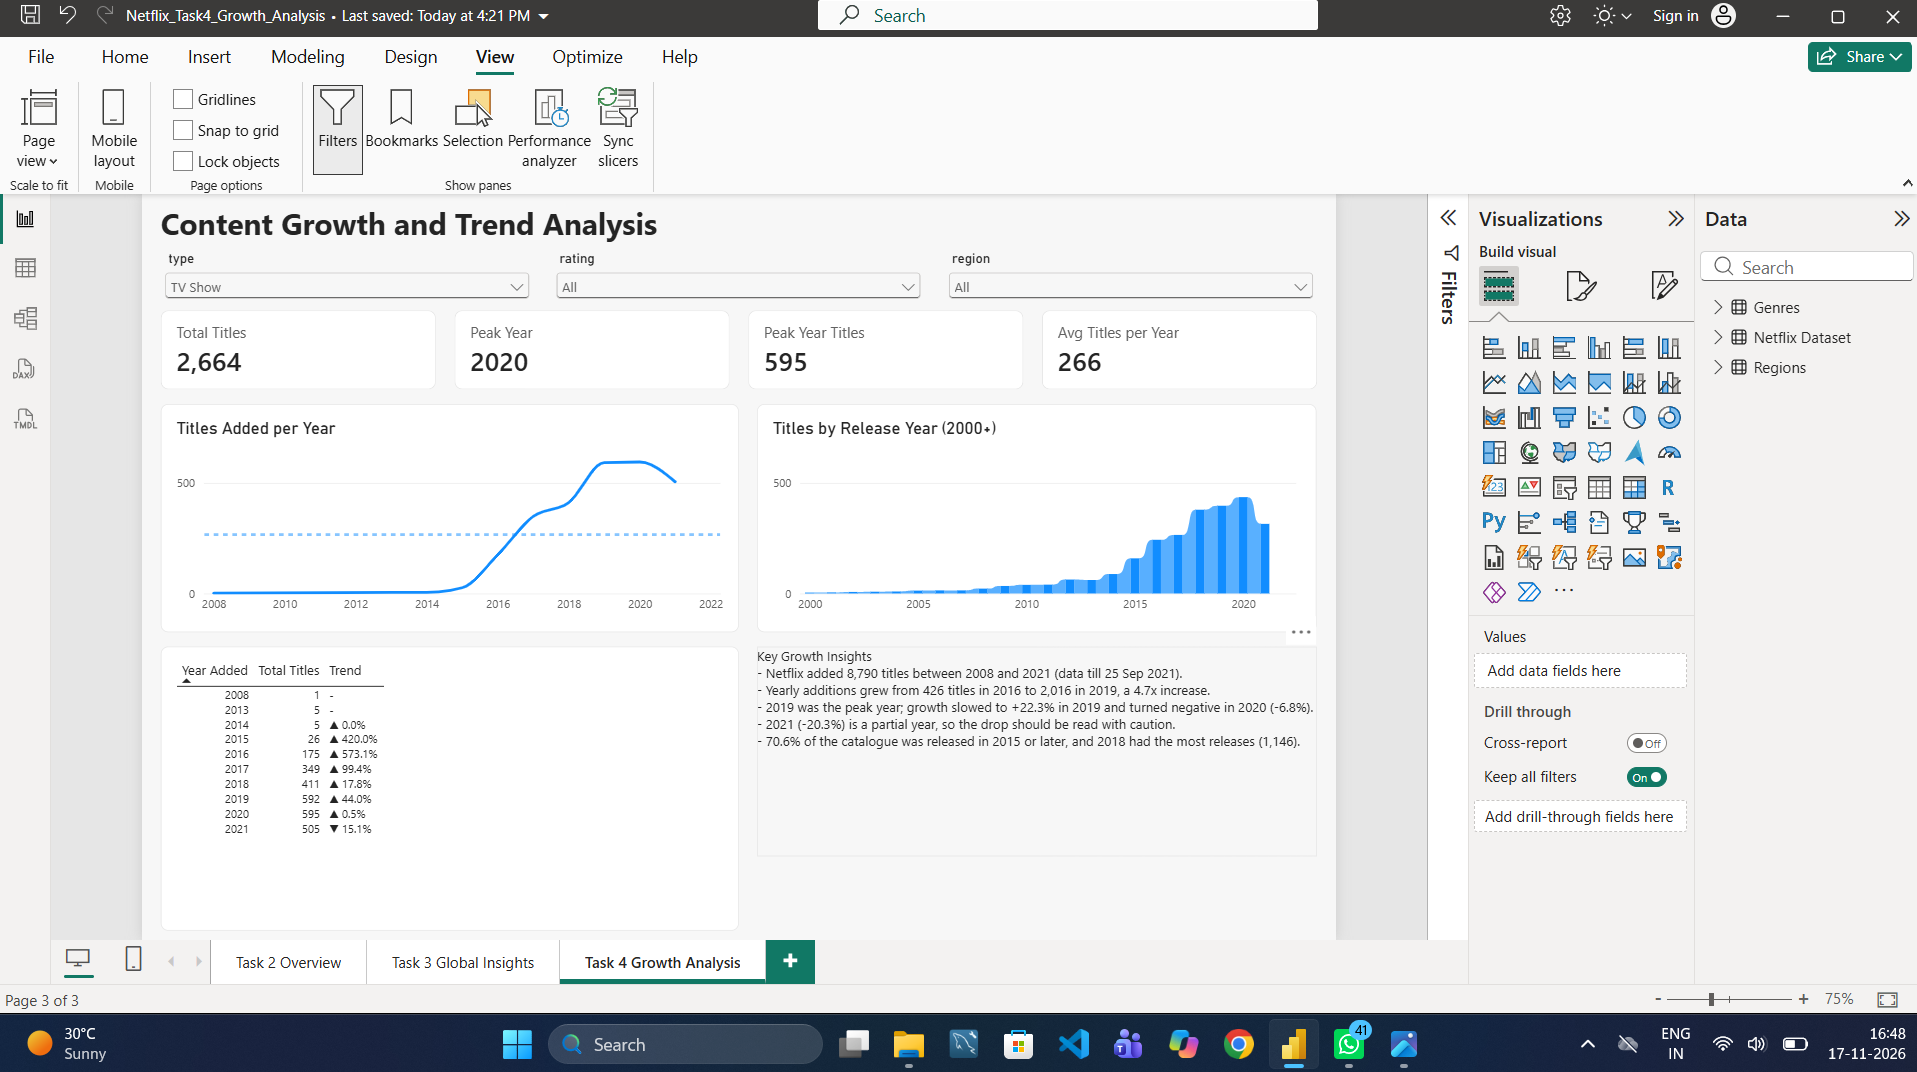 Netflix_Task4_Growth_Analysis • Last saved: Today at 4:21 PM
Search
Sign in
File
Home
Insert
Modeling
Design
View
Optimize
Help
Share
Page view
Scale to fit
Mobile layout
Mobile
Gridlines
Snap to grid
Lock objects
Page options
Filters
Bookmarks
Selection
Performance analyzer
Sync slicers
Show panes
DAX
TMDL
Content Growth and Trend Analysis
type
TV Show
rating
All
region
All
Total Titles
2,664
Peak Year
2020
Peak Year Titles
595
Avg Titles per Year
266
Titles Added per Year
500
0
2008 2010 2012 2014 2016 2018 2020 2022
Titles by Release Year (2000+)
500
0
2000 2005 2010 2015 2020
Year Added Total Titles Trend
2008 1 -
2013 5 -
2014 5 ▲ 0.0%
2015 26 ▲ 420.0%
2016 175 ▲ 573.1%
2017 349 ▲ 99.4%
2018 411 ▲ 17.8%
2019 592 ▲ 44.0%
2020 595 ▲ 0.5%
2021 505 ▼ 15.1%
Key Growth Insights
- Netflix added 8,790 titles between 2008 and 2021 (data till 25 Sep 2021).
- Yearly additions grew from 426 titles in 2016 to 2,016 in 2019, a 4.7x increase.
- 2019 was the peak year; growth slowed to +22.3% in 2019 and turned negative in 2020 (-6.8%).
- 2021 (-20.3%) is a partial year, so the drop should be read with caution.
- 70.6% of the catalogue was released in 2015 or later, and 2018 had the most releases (1,146).
Filters
Visualizations
Build visual
123
R
Py
Values
Add data fields here
Drill through
Cross-report
Off
Keep all filters
On
Add drill-through fields here
Data
Search
Genres
Netflix Dataset
Regions
Task 2 Overview
Task 3 Global Insights
Task 4 Growth Analysis
Page 3 of 3
- + 75%
30°C
Sunny
Search
41
ENG
IN
16:48
17-11-2026